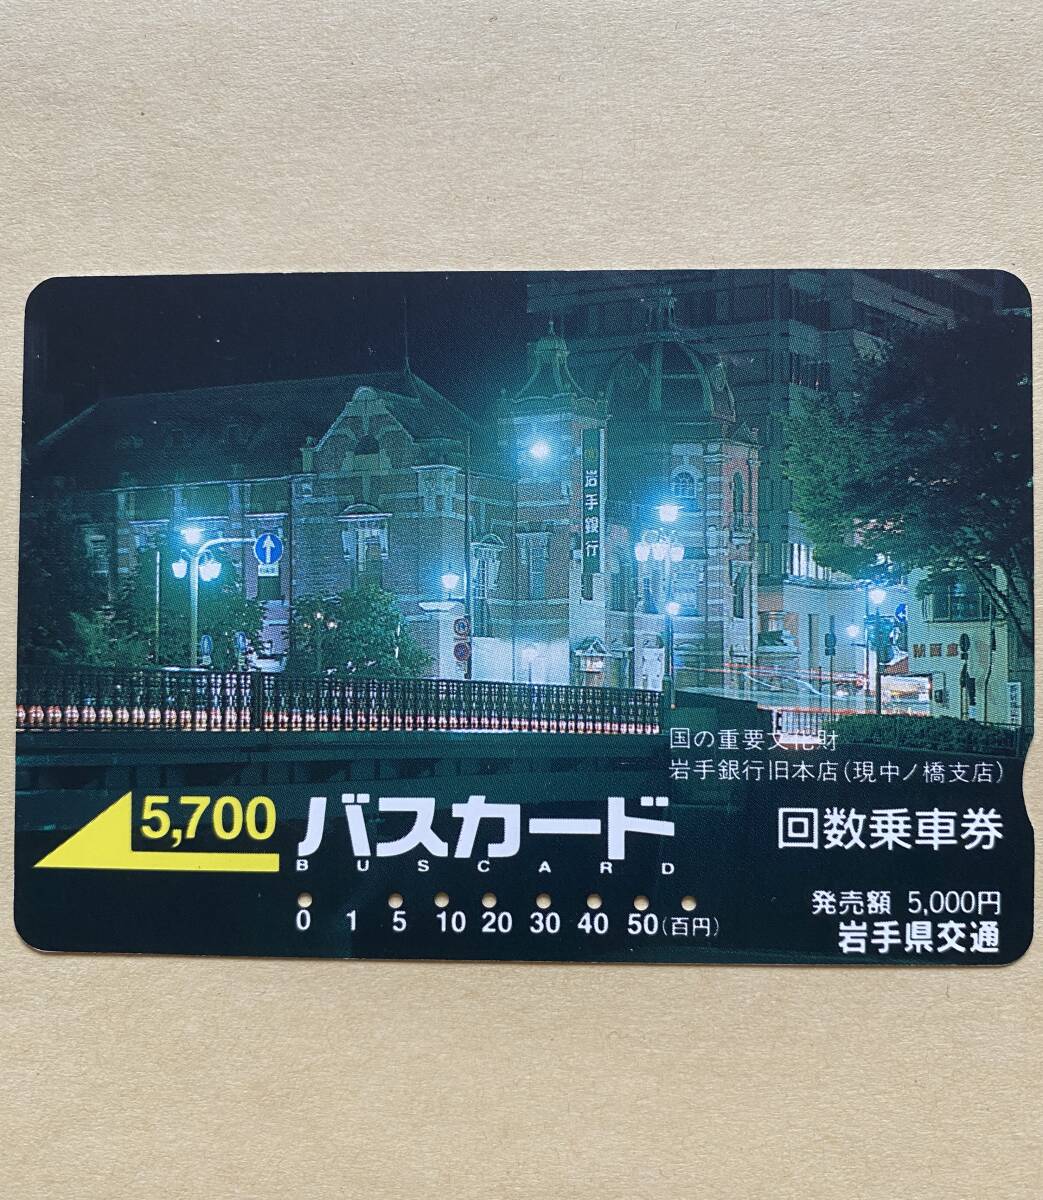 岩手銀行
国の重要文化財
岩手銀行旧本店(現中ノ橋支店)
5,700 バスカード 回数乗車券
BUSCARD
0 1 5 10 20 30 40 50(百円)
発売額 5,000円
岩手県交通